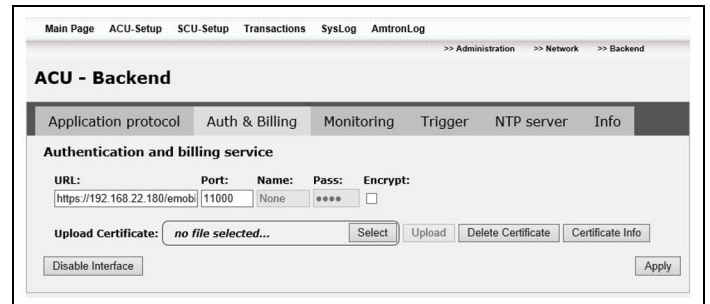 Main Page ACU-Setup SCU-Setup Transactions SysLog AmtronLog
>> Administration >> Network >> Backend
ACU - Backend
Application protocol Auth & Billing Monitoring Trigger NTP server Info
Authentication and billing service
URL: Port: Name: Pass: Encrypt:
https://192.168.22.180/emobi 11000 None ●●●●
Upload Certificate: no file selected... Select Upload Delete Certificate Certificate Info
Disable Interface Apply